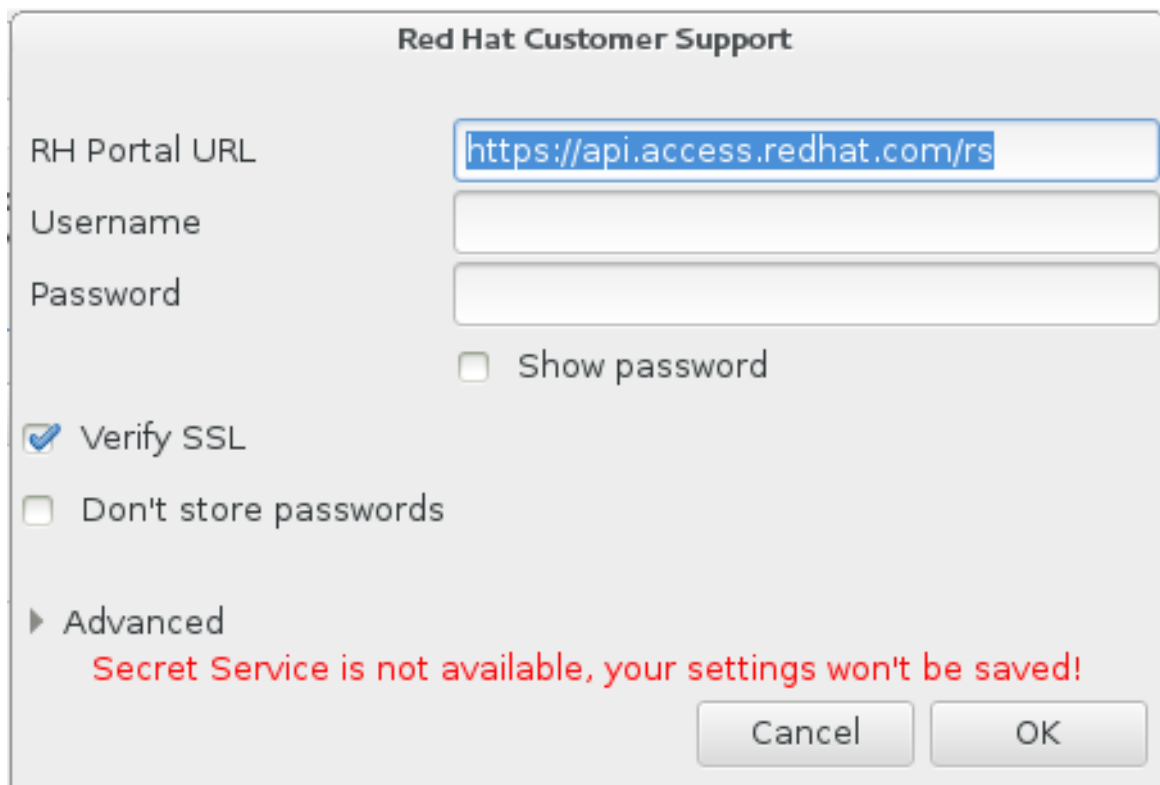 Red Hat Customer Support
RH Portal URL https://api.access.redhat.com/rs
Username
Password
Show password
Verify SSL
Don't store passwords
Advanced
Secret Service is not available, your settings won't be saved!
Cancel OK